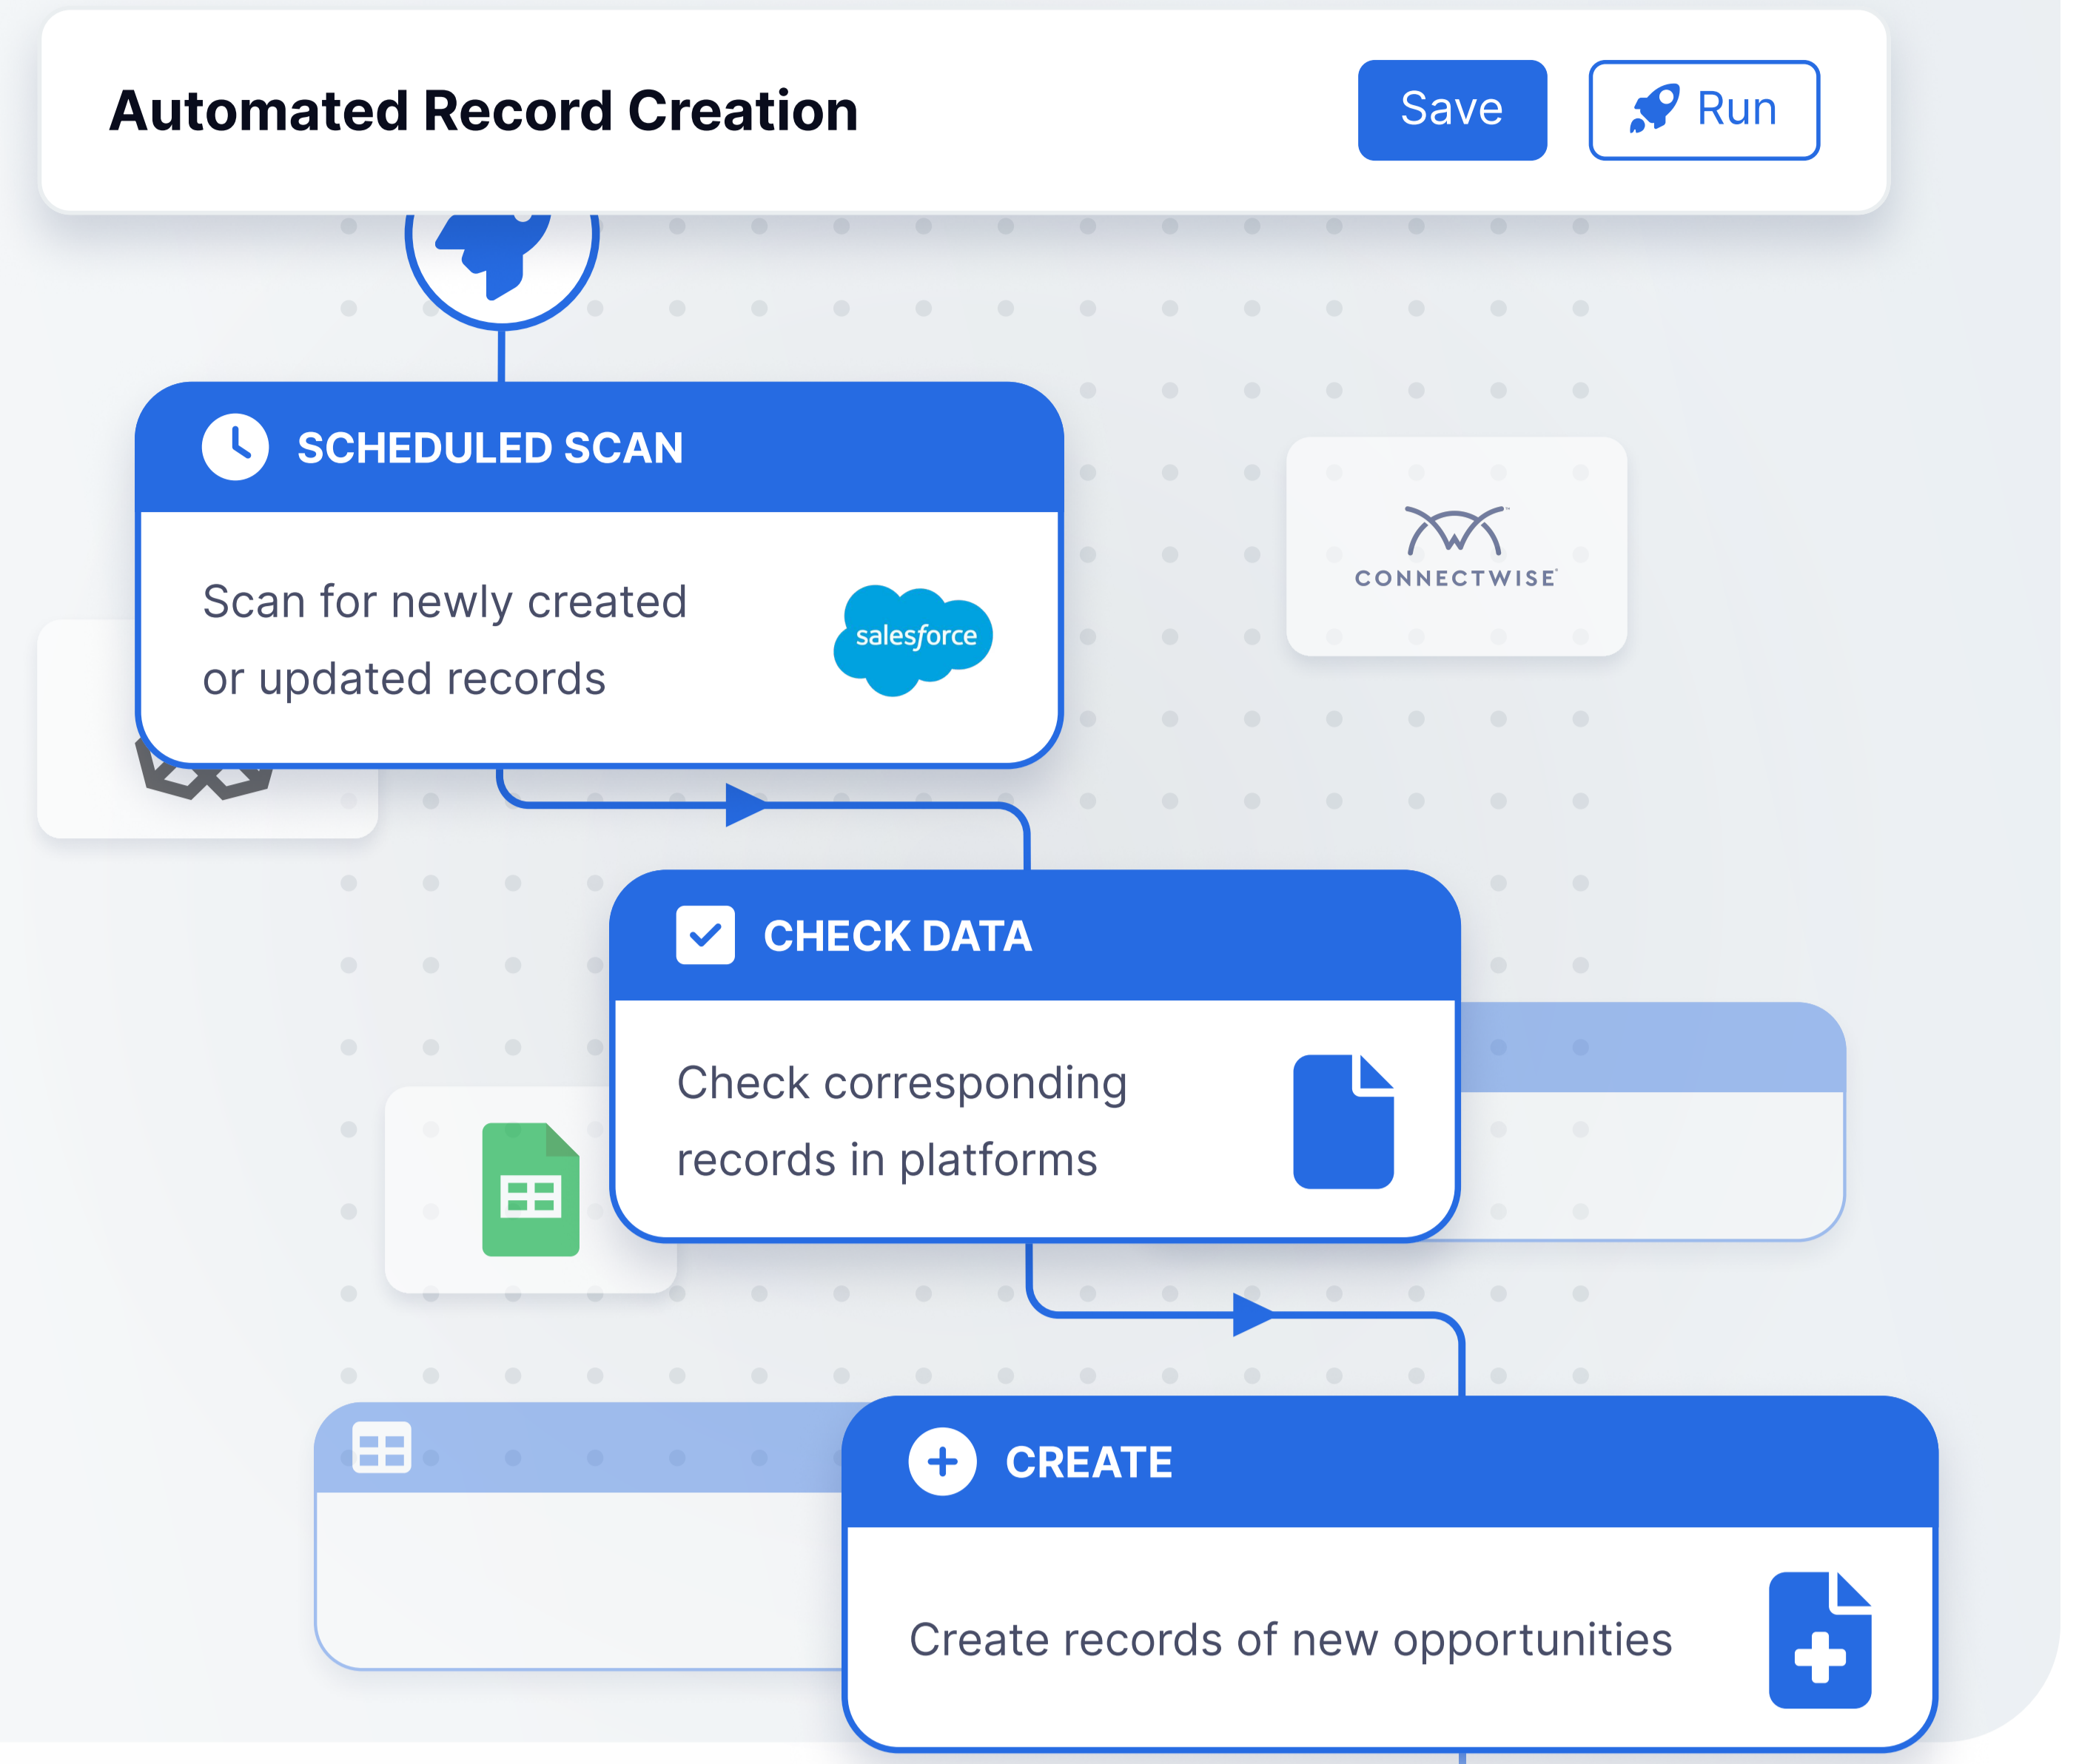 Automated Record Creation
Save
Run
SCHEDULED SCAN
Scan for newly created
or updated records
salesforce
CONNECTWISE
CHECK DATA
Check corresponding
records in platforms
CREATE
Create records of new opportunities